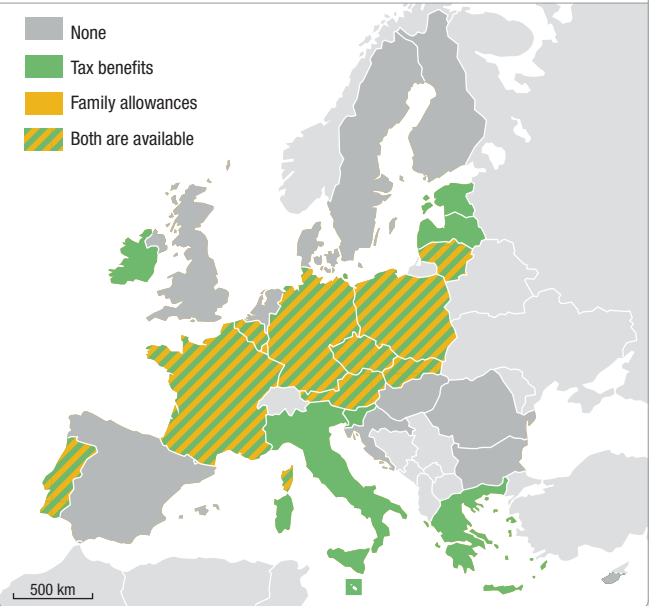 None
Tax benefits
Family allowances
Both are available
500 km